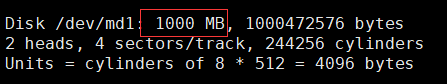 Disk /dev/md1: 1000 MB, 1000472576 bytes
2 heads, 4 sectors/track, 244256 cylinders
Units = cylinders of 8 * 512 = 4096 bytes